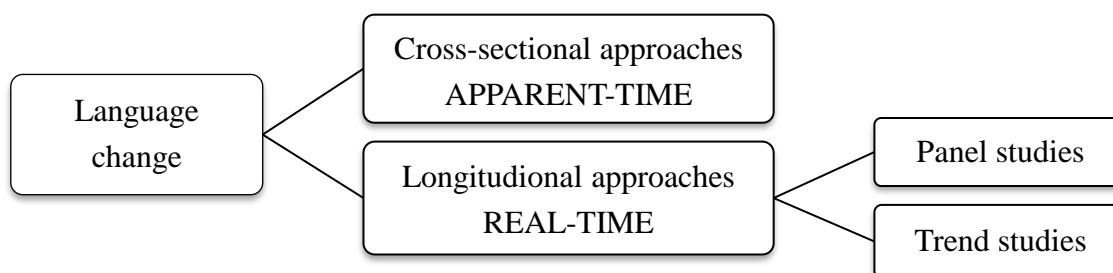 Language
change
Cross-sectional approaches
APPARENT-TIME
Longitudional approaches
REAL-TIME
Panel studies
Trend studies